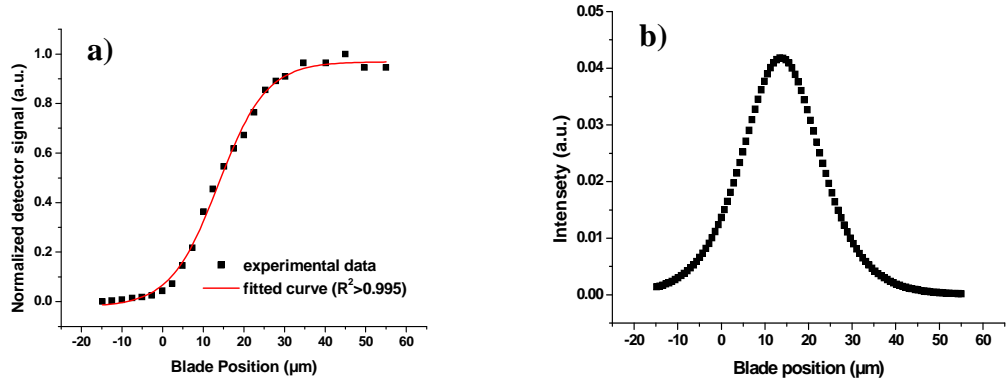 a)
Normalized detector signal (a.u.)
1.0
0.8
0.6
0.4
0.2
0.0
experimental data
fitted curve (R²>0.995)
-20 -10 0 10 20 30 40 50 60
Blade Position (µm)
b)
Intensety (a.u.)
0.05
0.04
0.03
0.02
0.01
0.00
-20 -10 0 10 20 30 40 50 60
Blade position (µm)